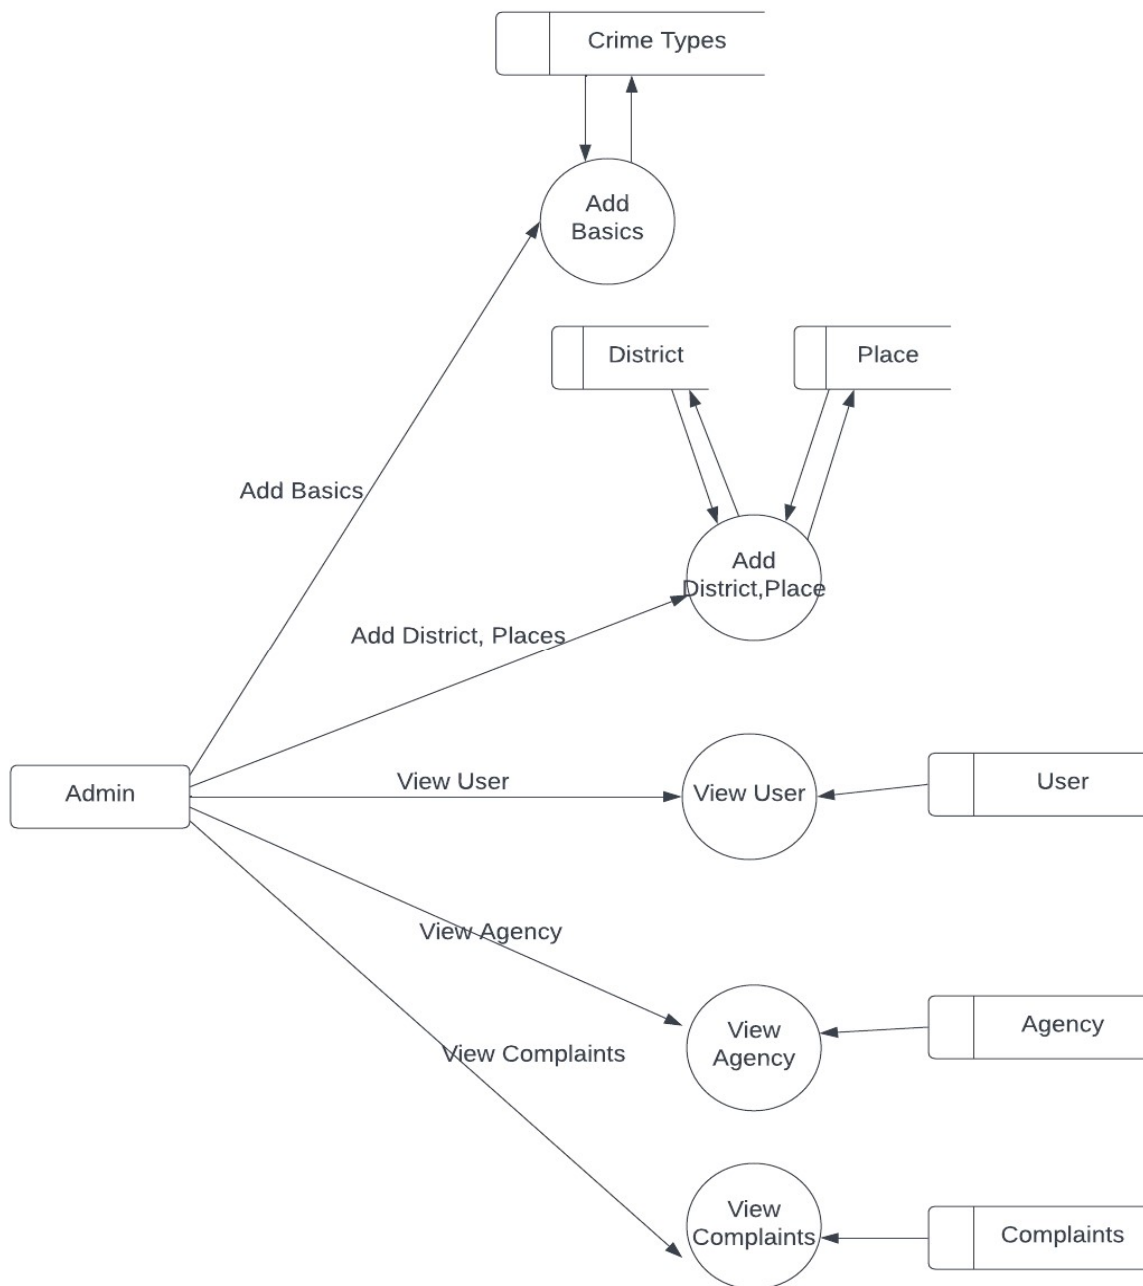 Crime Types
Add
Basics
District
Place
Add Basics
Add
District,Place
Add District, Places
Admin
View User
View User
User
View Agency
View
Agency
Agency
View Complaints
View
Complaints
Complaints